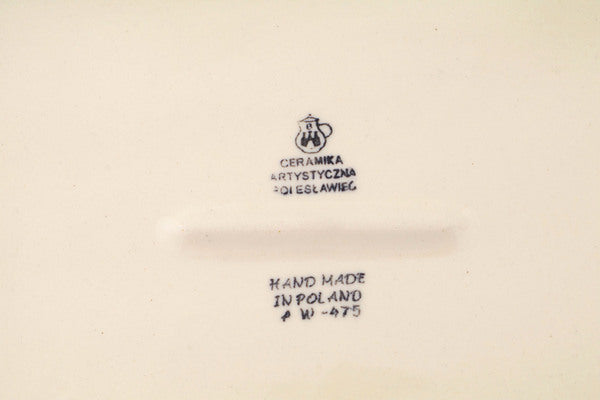 CERAMIKA
ARTYSTYCZNA
BOLESŁAWIEC
HAND MADE
IN POLAND
W-475